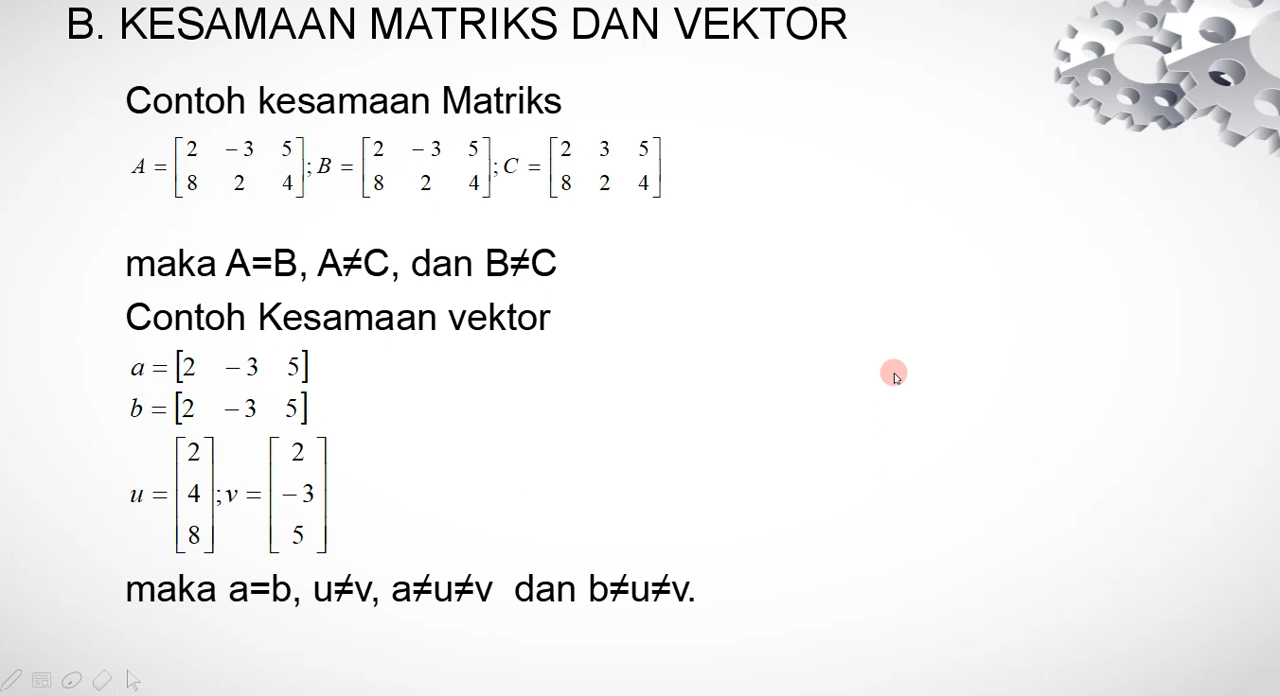 B. KESAMAAN MATRIKS DAN VEKTOR
Contoh kesamaan Matriks
A = [2 −3 5; B = [2 −3 5; C = [2 3 5
8 2 4] 8 2 4] 8 2 4]
maka A=B, A≠C, dan B≠C
Contoh Kesamaan vektor
a = [2 −3 5]
b = [2 −3 5]
2 2
u = [4]; v = [−3]
8 5
maka a=b, u≠v, a≠u≠v dan b≠u≠v.